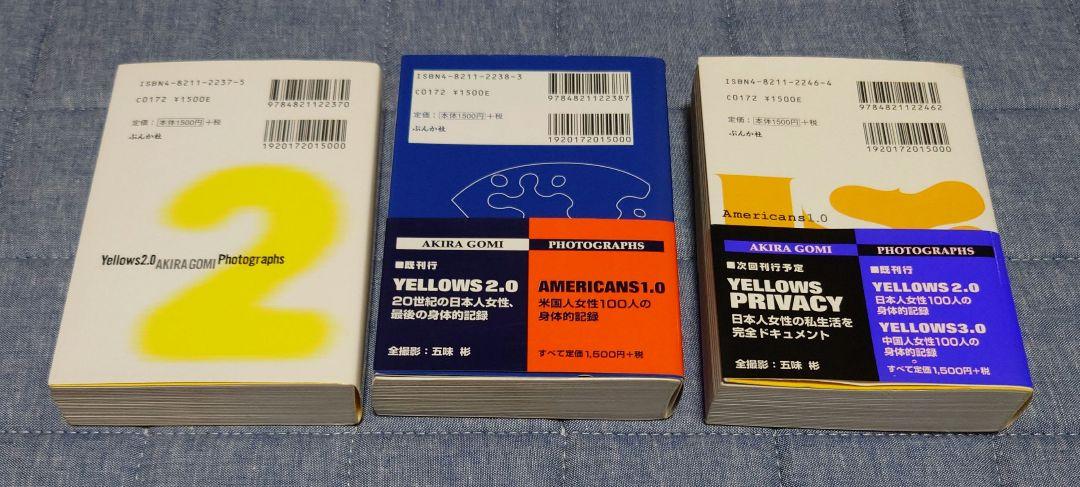 ISBN4-8211-2237-5
C0172 ¥1500E
9784821122370
定価：本体1500円+税
ぶんか社
1920172015000
2
Yellows2.0 AKIRA GOMI Photographs
ISBN4-8211-2238-3
C0172 ¥1500E
9784821122387
定価：本体1500円+税
ぶんか社
1920172015000
AKIRA GOMI
■既刊行
YELLOWS 2.0
20世紀の日本人女性、
最後の身体的記録
全撮影：五味 彬
PHOTOGRAPHS
AMERICANS1.0
米国人女性100人の
身体的記録
すべて定価1,500円+税
ISBN4-8211-2246-4
C0172 ¥1500E
9784821122462
定価：本体1500円+税
ぶんか社
1920172015000
Americans1.0
AKIRA GOMI
■次回刊行予定
YELLOWS
PRIVACY
日本人女性の私生活を
完全ドキュメント
全撮影：五味 彬
PHOTOGRAPHS
■既刊行
YELLOWS 2.0
日本人女性100人の
身体的記録
YELLOWS3.0
中国人女性100人の
身体的記録
すべて定価1,500円+税